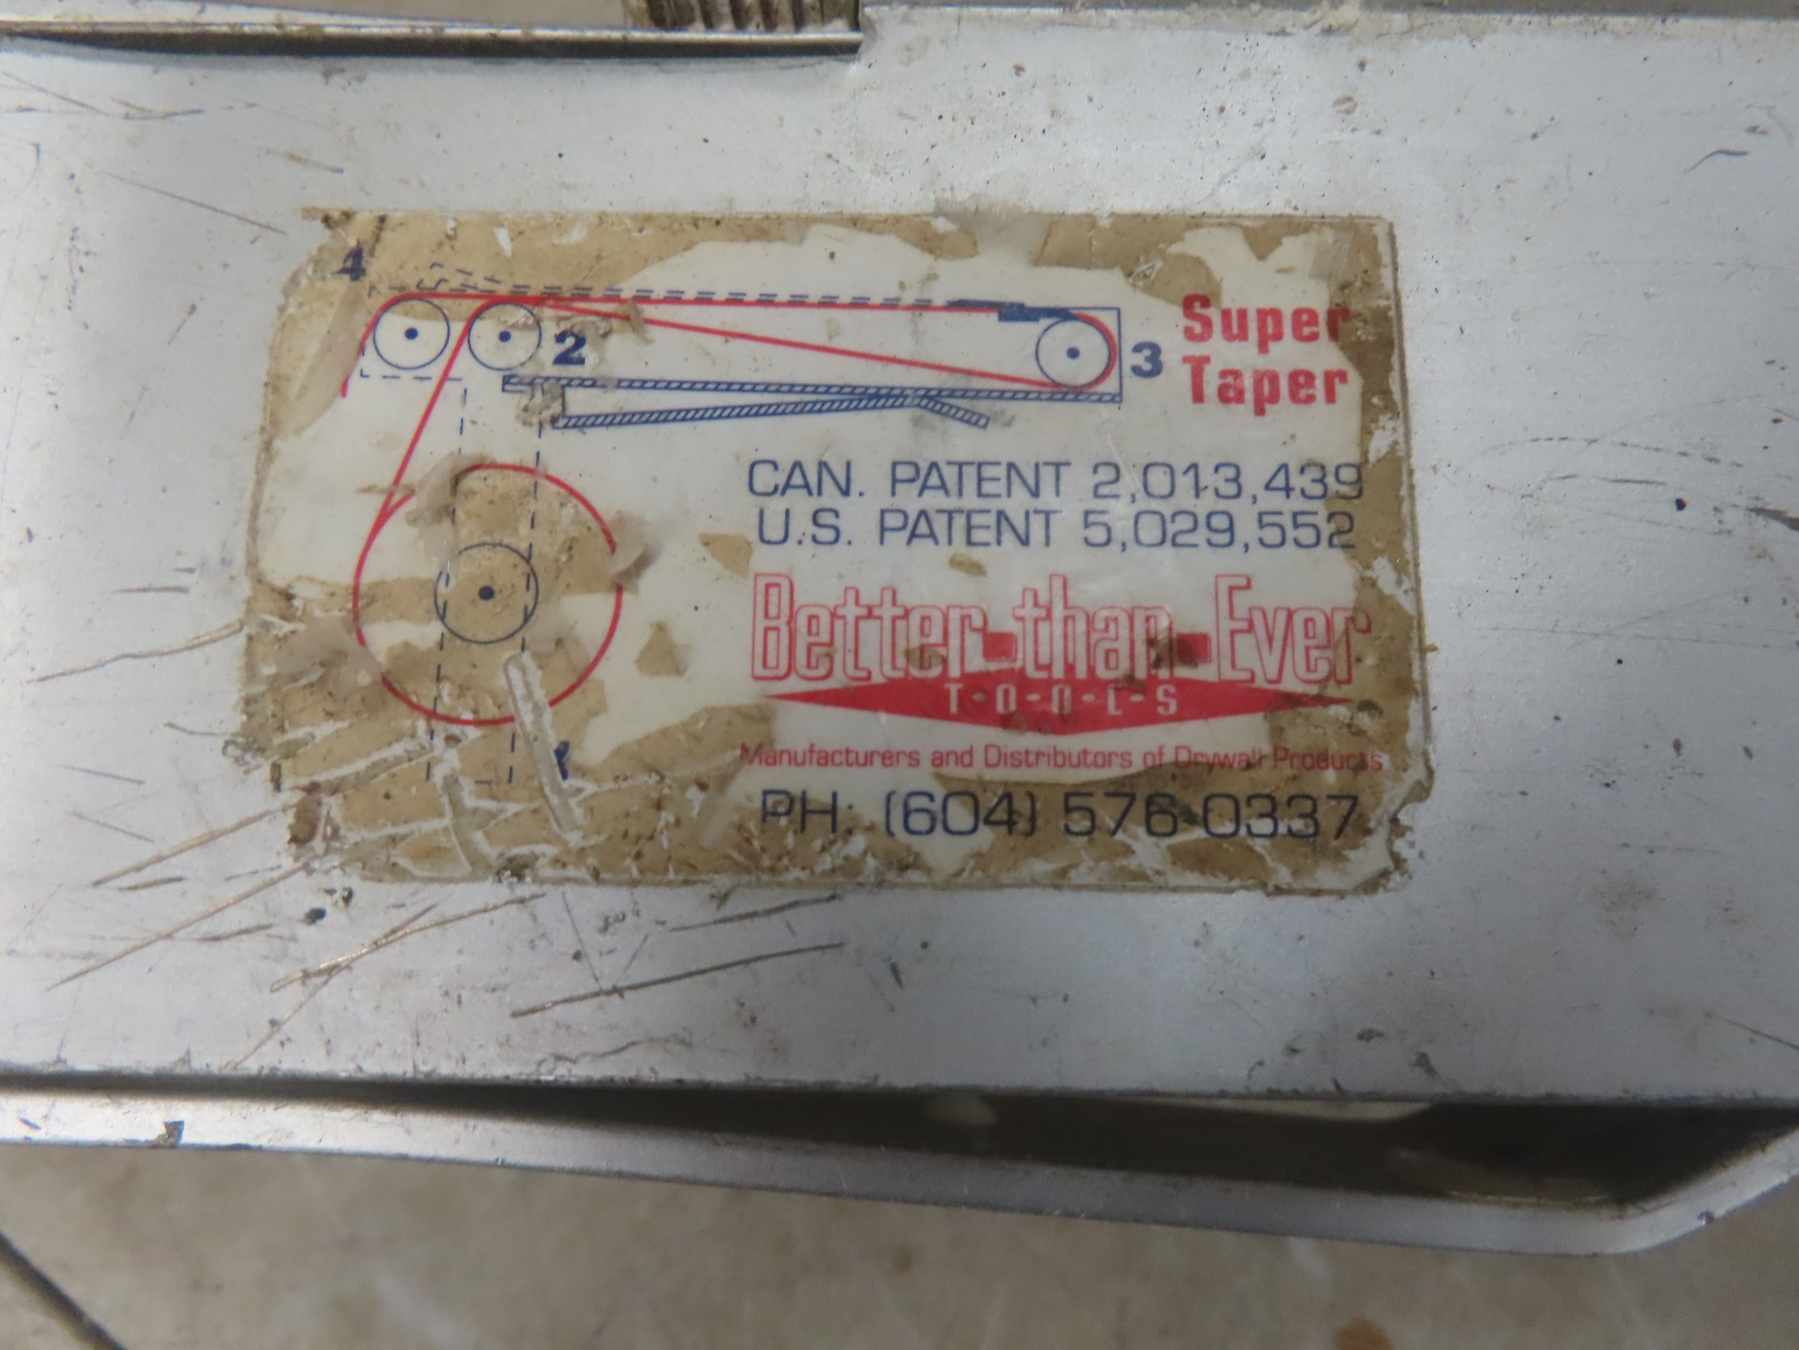 4
2
3
Super
Taper
CAN. PATENT 2,013,439
U.S. PATENT 5,029,552
Better-than-Ever
T-O-O-L-S
Manufacturers and Distributors of Drywall Products
1
PH: (604) 576-0337